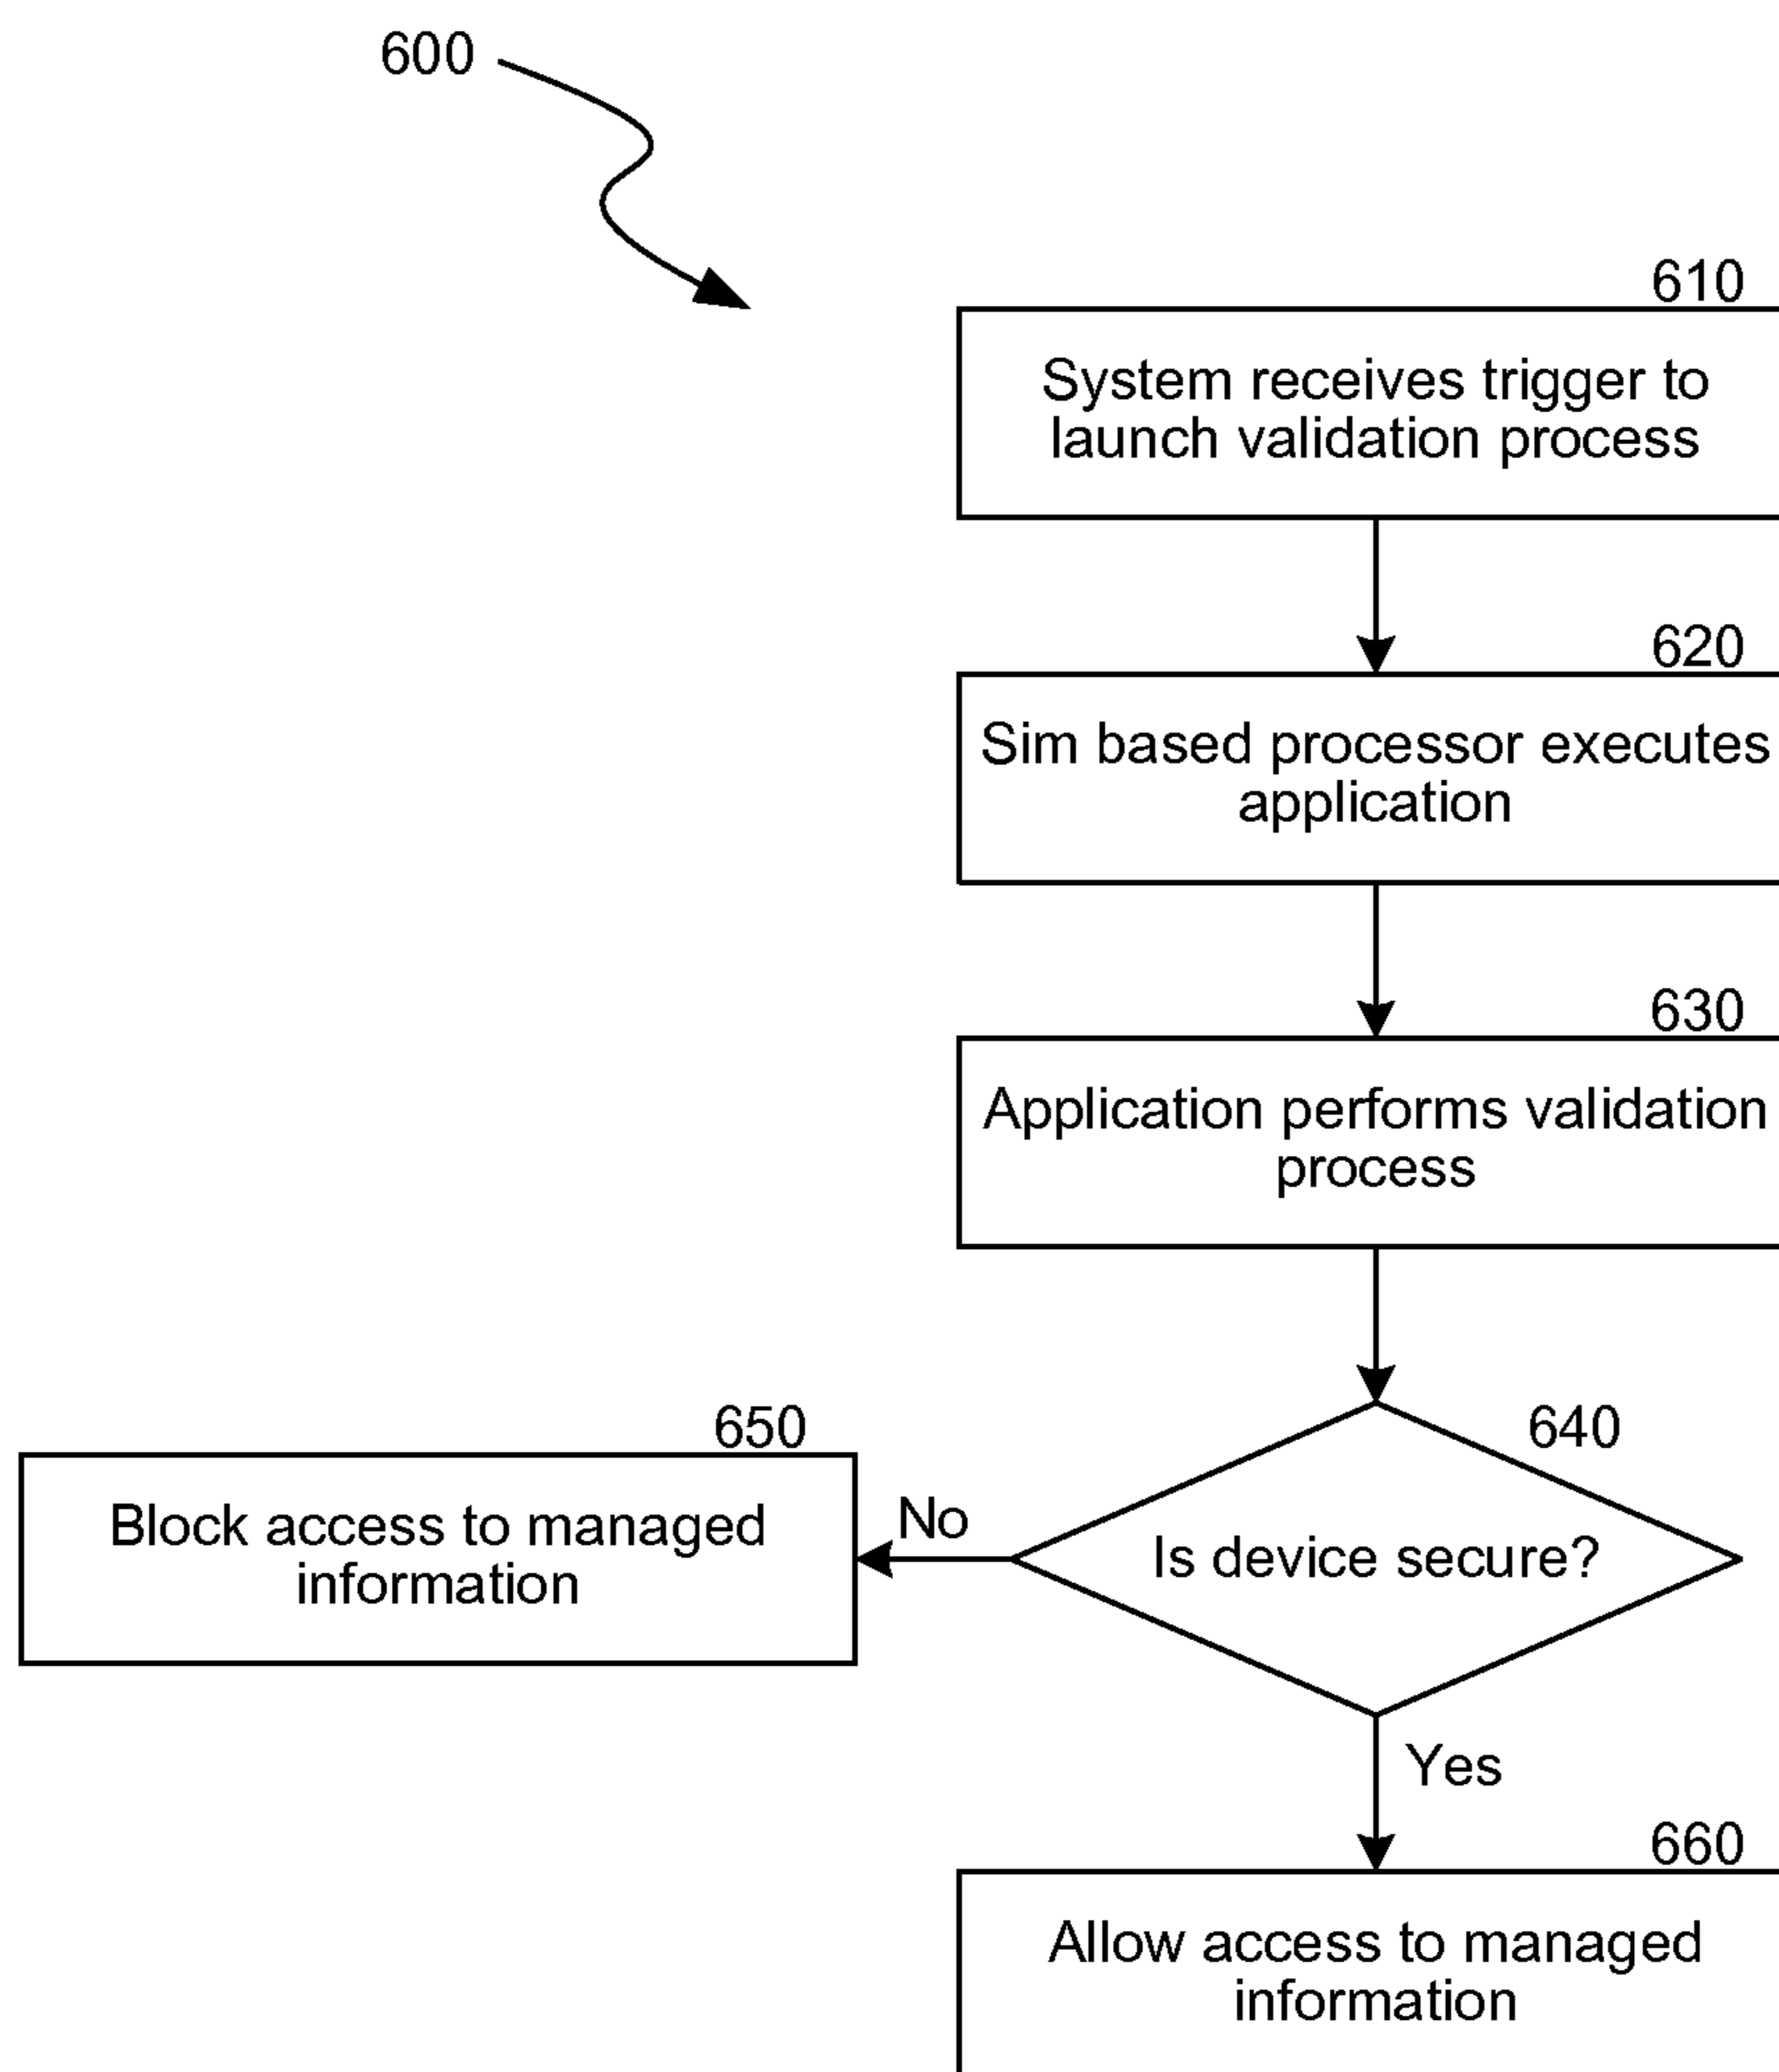 600
610
System receives trigger to
launch validation process
620
Sim based processor executes
application
630
Application performs validation
process
640
Is device secure?
No
650
Block access to managed
information
Yes
660
Allow access to managed
information